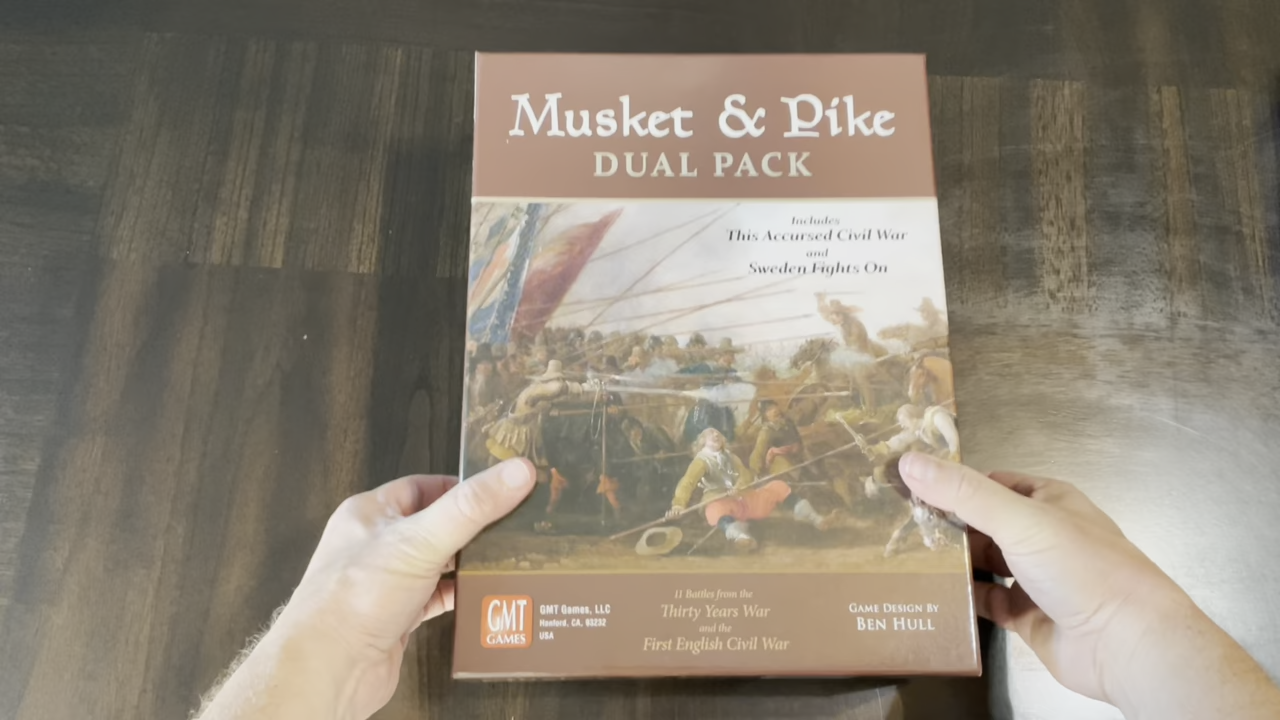 Musket & Pike
DUAL PACK
Includes
This Accursed Civil War
and
Sweden Fights On
GMT
GAMES
GMT Games, LLC
Hanford, CA, 93232
USA
11 Battles from the
Thirty Years War
and the
First English Civil War
GAME DESIGN BY
BEN HULL